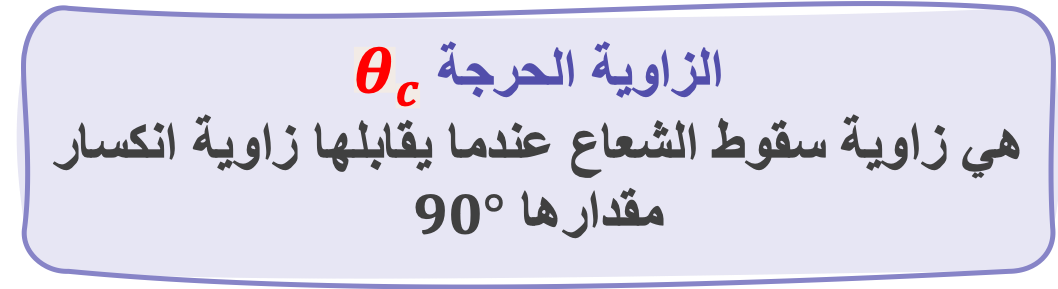 الزاوية الحرجة θc
هي زاوية سقوط الشعاع عندما يقابلها زاوية انكسار
مقدارها 90°